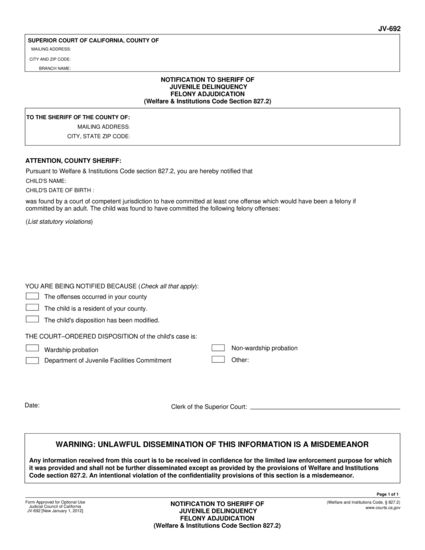 JV-692
SUPERIOR COURT OF CALIFORNIA, COUNTY OF
MAILING ADDRESS:
CITY AND ZIP CODE:
BRANCH NAME:
NOTIFICATION TO SHERIFF OF
JUVENILE DELINQUENCY
FELONY ADJUDICATION
(Welfare & Institutions Code Section 827.2)
TO THE SHERIFF OF THE COUNTY OF:
MAILING ADDRESS:
CITY, STATE ZIP CODE:
ATTENTION, COUNTY SHERIFF:
Pursuant to Welfare & Institutions Code section 827.2, you are hereby notified that
CHILD'S NAME:
CHILD'S DATE OF BIRTH :
was found by a court of competent jurisdiction to have committed at least one offense which would have been a felony if
committed by an adult. The child was found to have committed the following felony offenses:
(List statutory violations)
YOU ARE BEING NOTIFIED BECAUSE (Check all that apply):
The offenses occurred in your county
The child is a resident of your county.
The child's disposition has been modified.
THE COURT–ORDERED DISPOSITION of the child's case is:
Wardship probation
Non-wardship probation
Department of Juvenile Facilities Commitment
Other:
Date:
Clerk of the Superior Court:
WARNING: UNLAWFUL DISSEMINATION OF THIS INFORMATION IS A MISDEMEANOR
Any information received from this court is to be received in confidence for the limited law enforcement purpose for which
it was provided and shall not be further disseminated except as provided by the provisions of Welfare and Institutions
Code section 827.2. An intentional violation of the confidentiality provisions of this section is a misdemeanor.
Page 1 of 1
Form Approved for Optional Use
Judicial Council of California
JV-692 [New January 1, 2012]
NOTIFICATION TO SHERIFF OF
JUVENILE DELINQUENCY
FELONY ADJUDICATION
(Welfare & Institutions Code Section 827.2)
(Welfare and Institutions Code, § 827.2)
www.courts.ca.gov